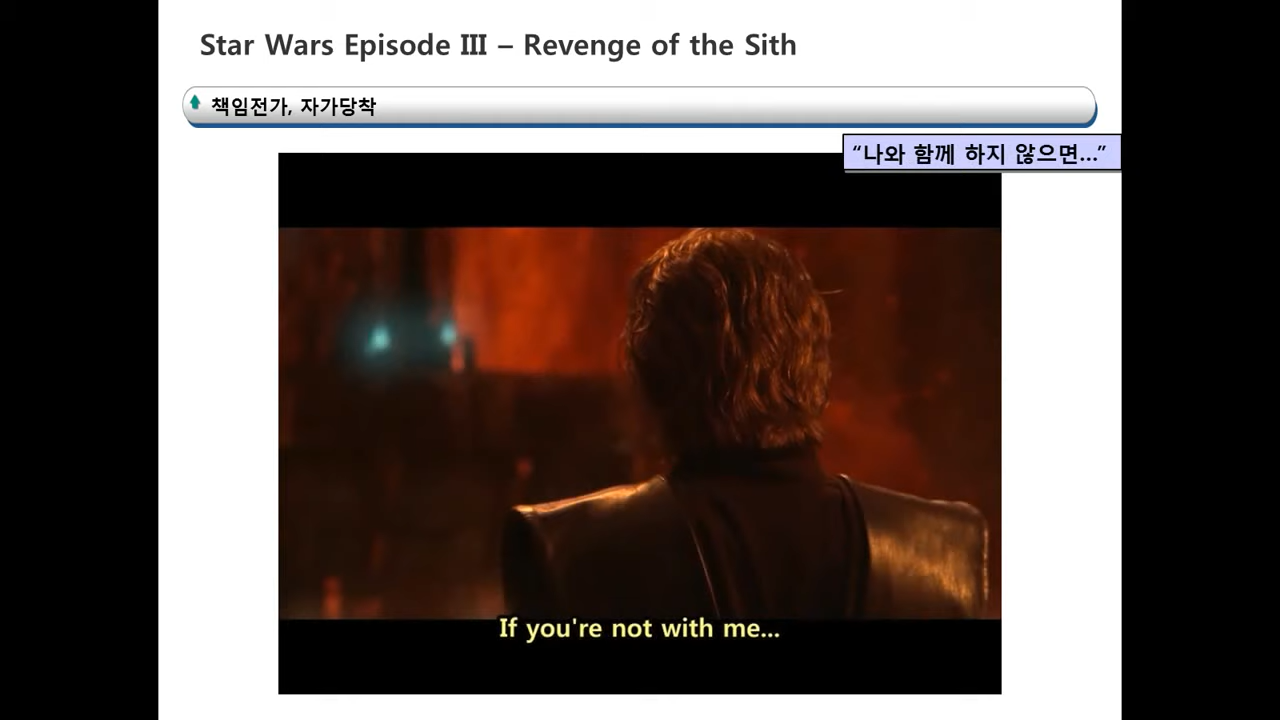 Star Wars Episode III – Revenge of the Sith
책임전가, 자가당착
“나와 함께 하지 않으면...”
If you're not with me...